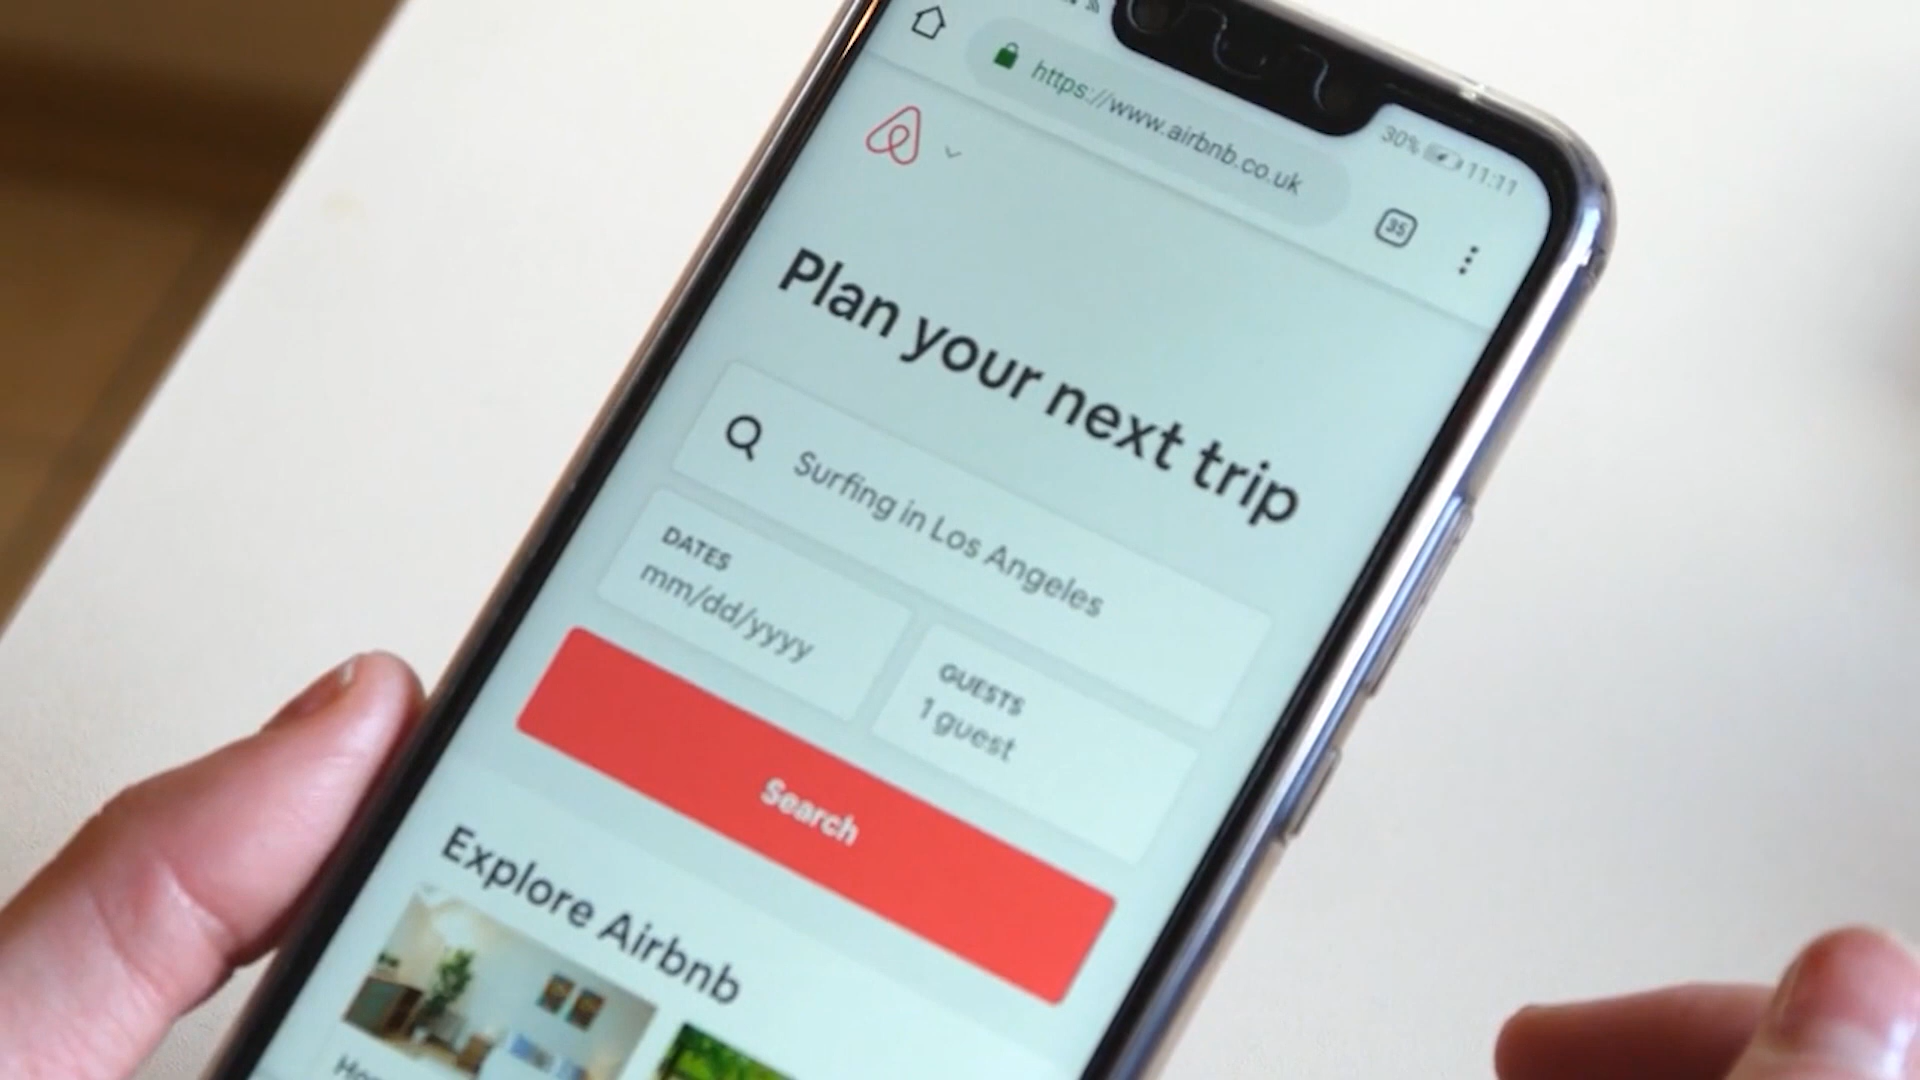 30% 11:11
https://www.airbnb.co.uk
35
Plan your next trip
Surfing in Los Angeles
DATES
mm/dd/yyyy
GUESTS
1 guest
Search
Explore Airbnb